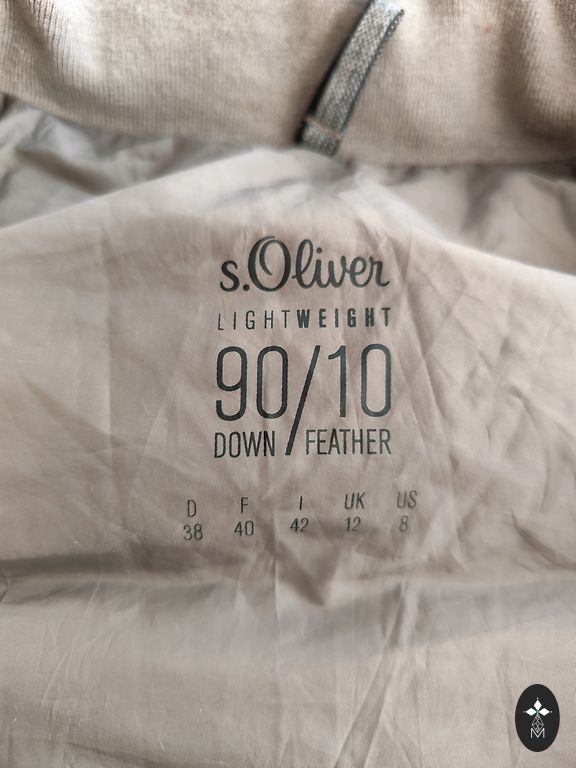 s.Oliver
LIGHTWEIGHT
90/10
DOWN / FEATHER
D F I UK US
38 40 42 12 8
M